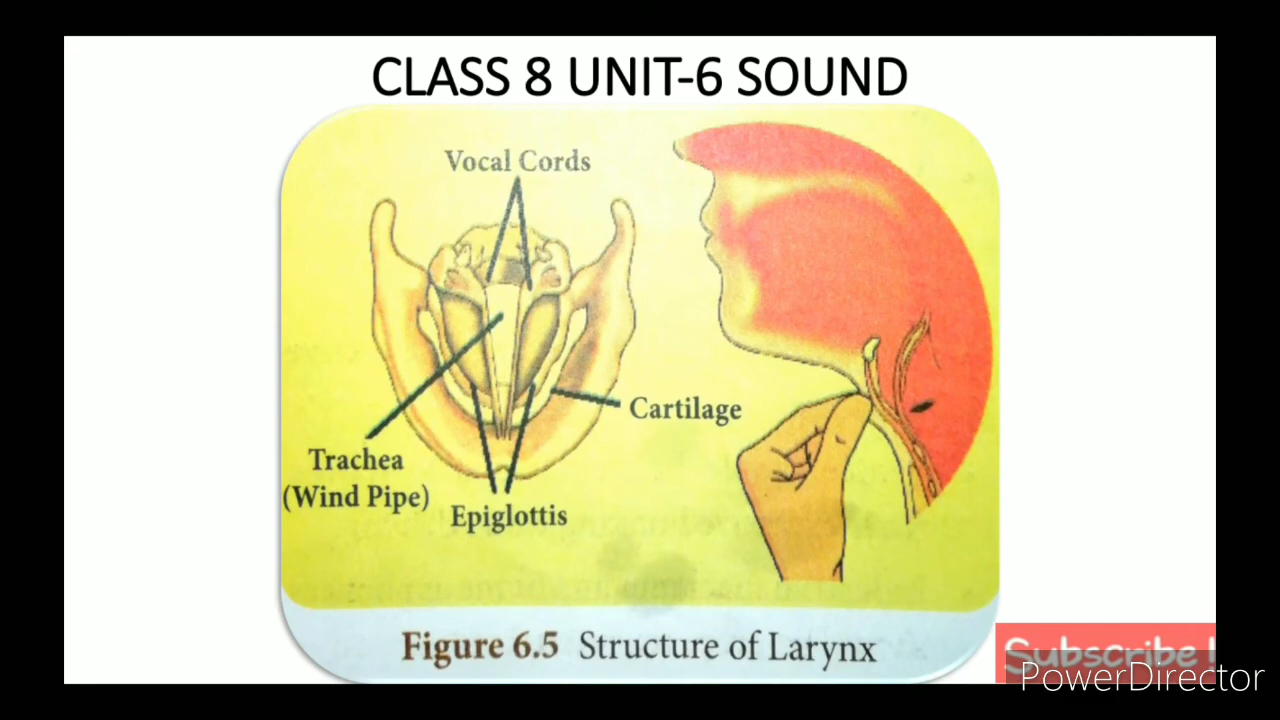 CLASS 8 UNIT-6 SOUND
Vocal Cords
Cartilage
Trachea
(Wind Pipe)
Epiglottis
Figure 6.5 Structure of Larynx
Subscribe !
PowerDirector